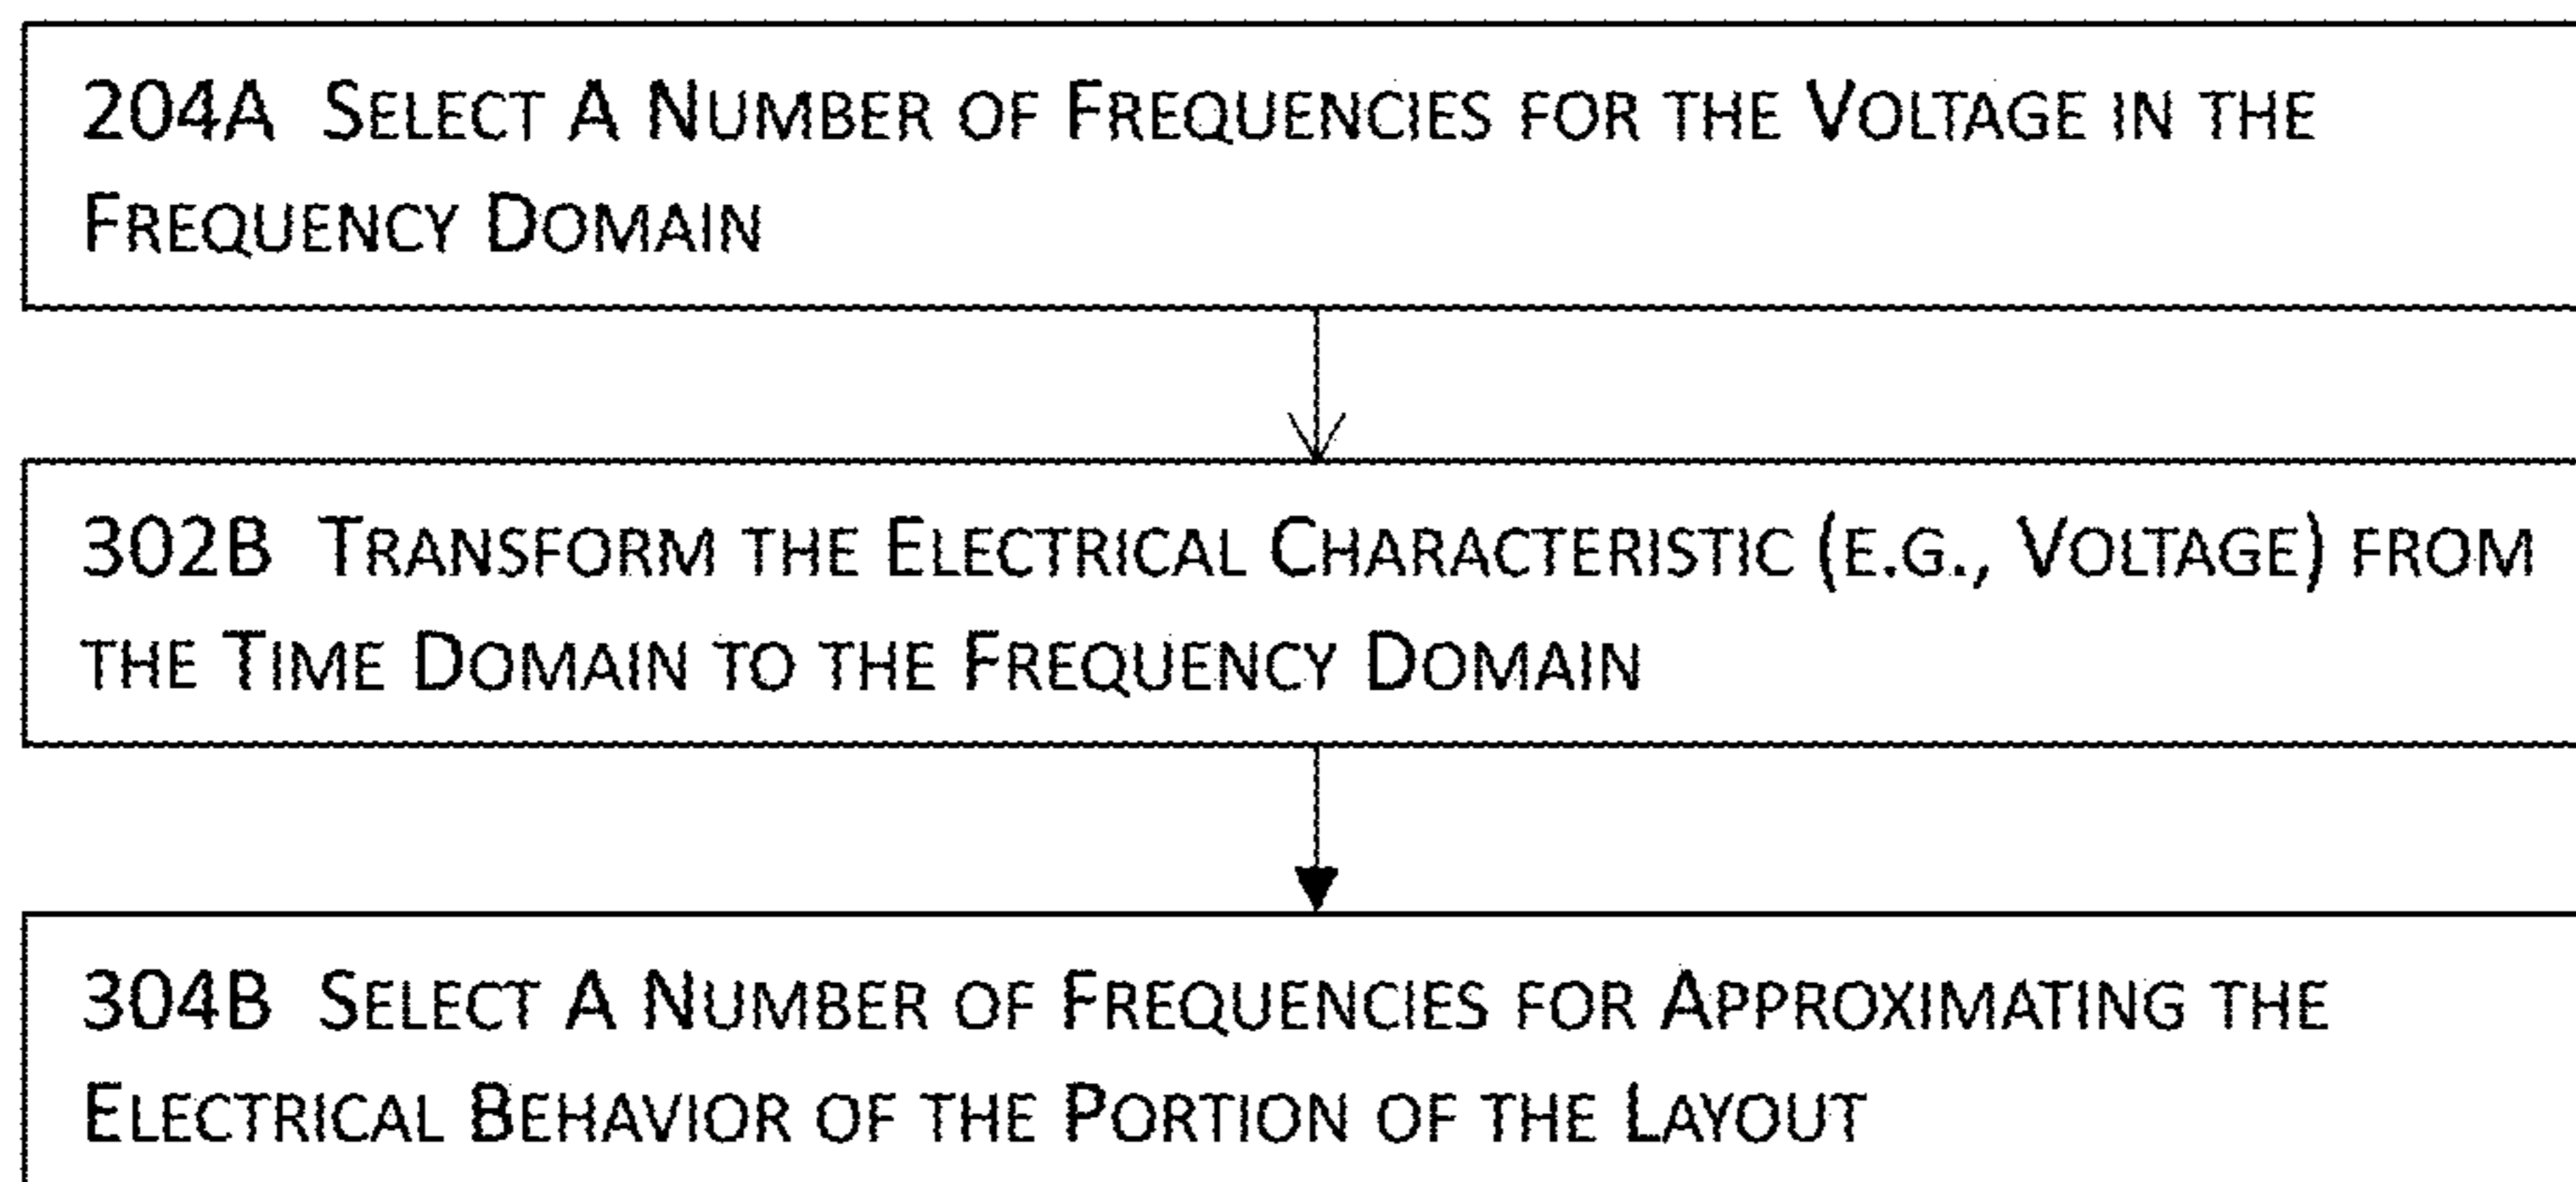 204A Select A Number of Frequencies for the Voltage in the
Frequency Domain
302B Transform the Electrical Characteristic (e.g., Voltage) from
the Time Domain to the Frequency Domain
304B Select A Number of Frequencies for Approximating the
Electrical Behavior of the Portion of the Layout